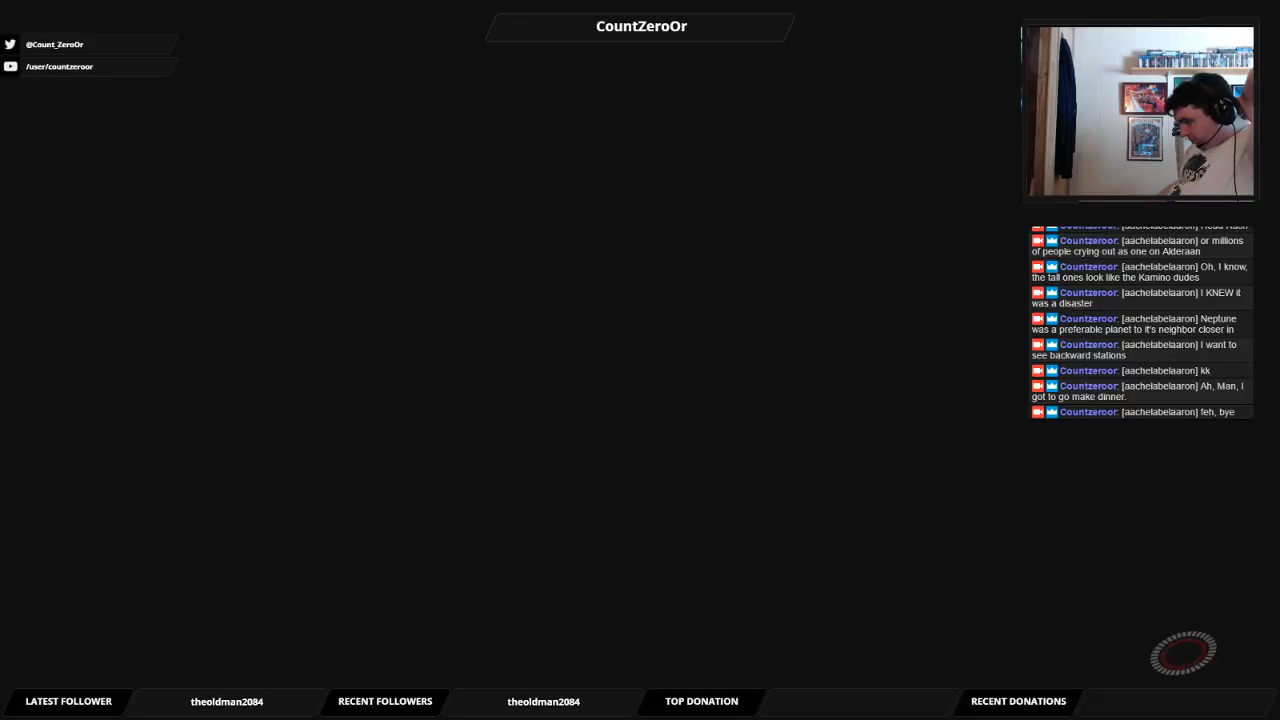 CountZeroOr
@Count_ZeroOr
/user/countzeroor
Countzeroor: [aachelabelaaron] Head Rush
Countzeroor: [aachelabelaaron] or millions
of people crying out as one on Alderaan
Countzeroor: [aachelabelaaron] Oh, I know,
the tall ones look like the Kamino dudes
Countzeroor: [aachelabelaaron] I KNEW it
was a disaster
Countzeroor: [aachelabelaaron] Neptune
was a preferable planet to it's neighbor closer in
Countzeroor: [aachelabelaaron] I want to
see backward stations
Countzeroor: [aachelabelaaron] kk
Countzeroor: [aachelabelaaron] Ah, Man, I
got to go make dinner.
Countzeroor: [aachelabelaaron] feh, bye
LATEST FOLLOWER theoldman2084 RECENT FOLLOWERS theoldman2084 TOP DONATION RECENT DONATIONS